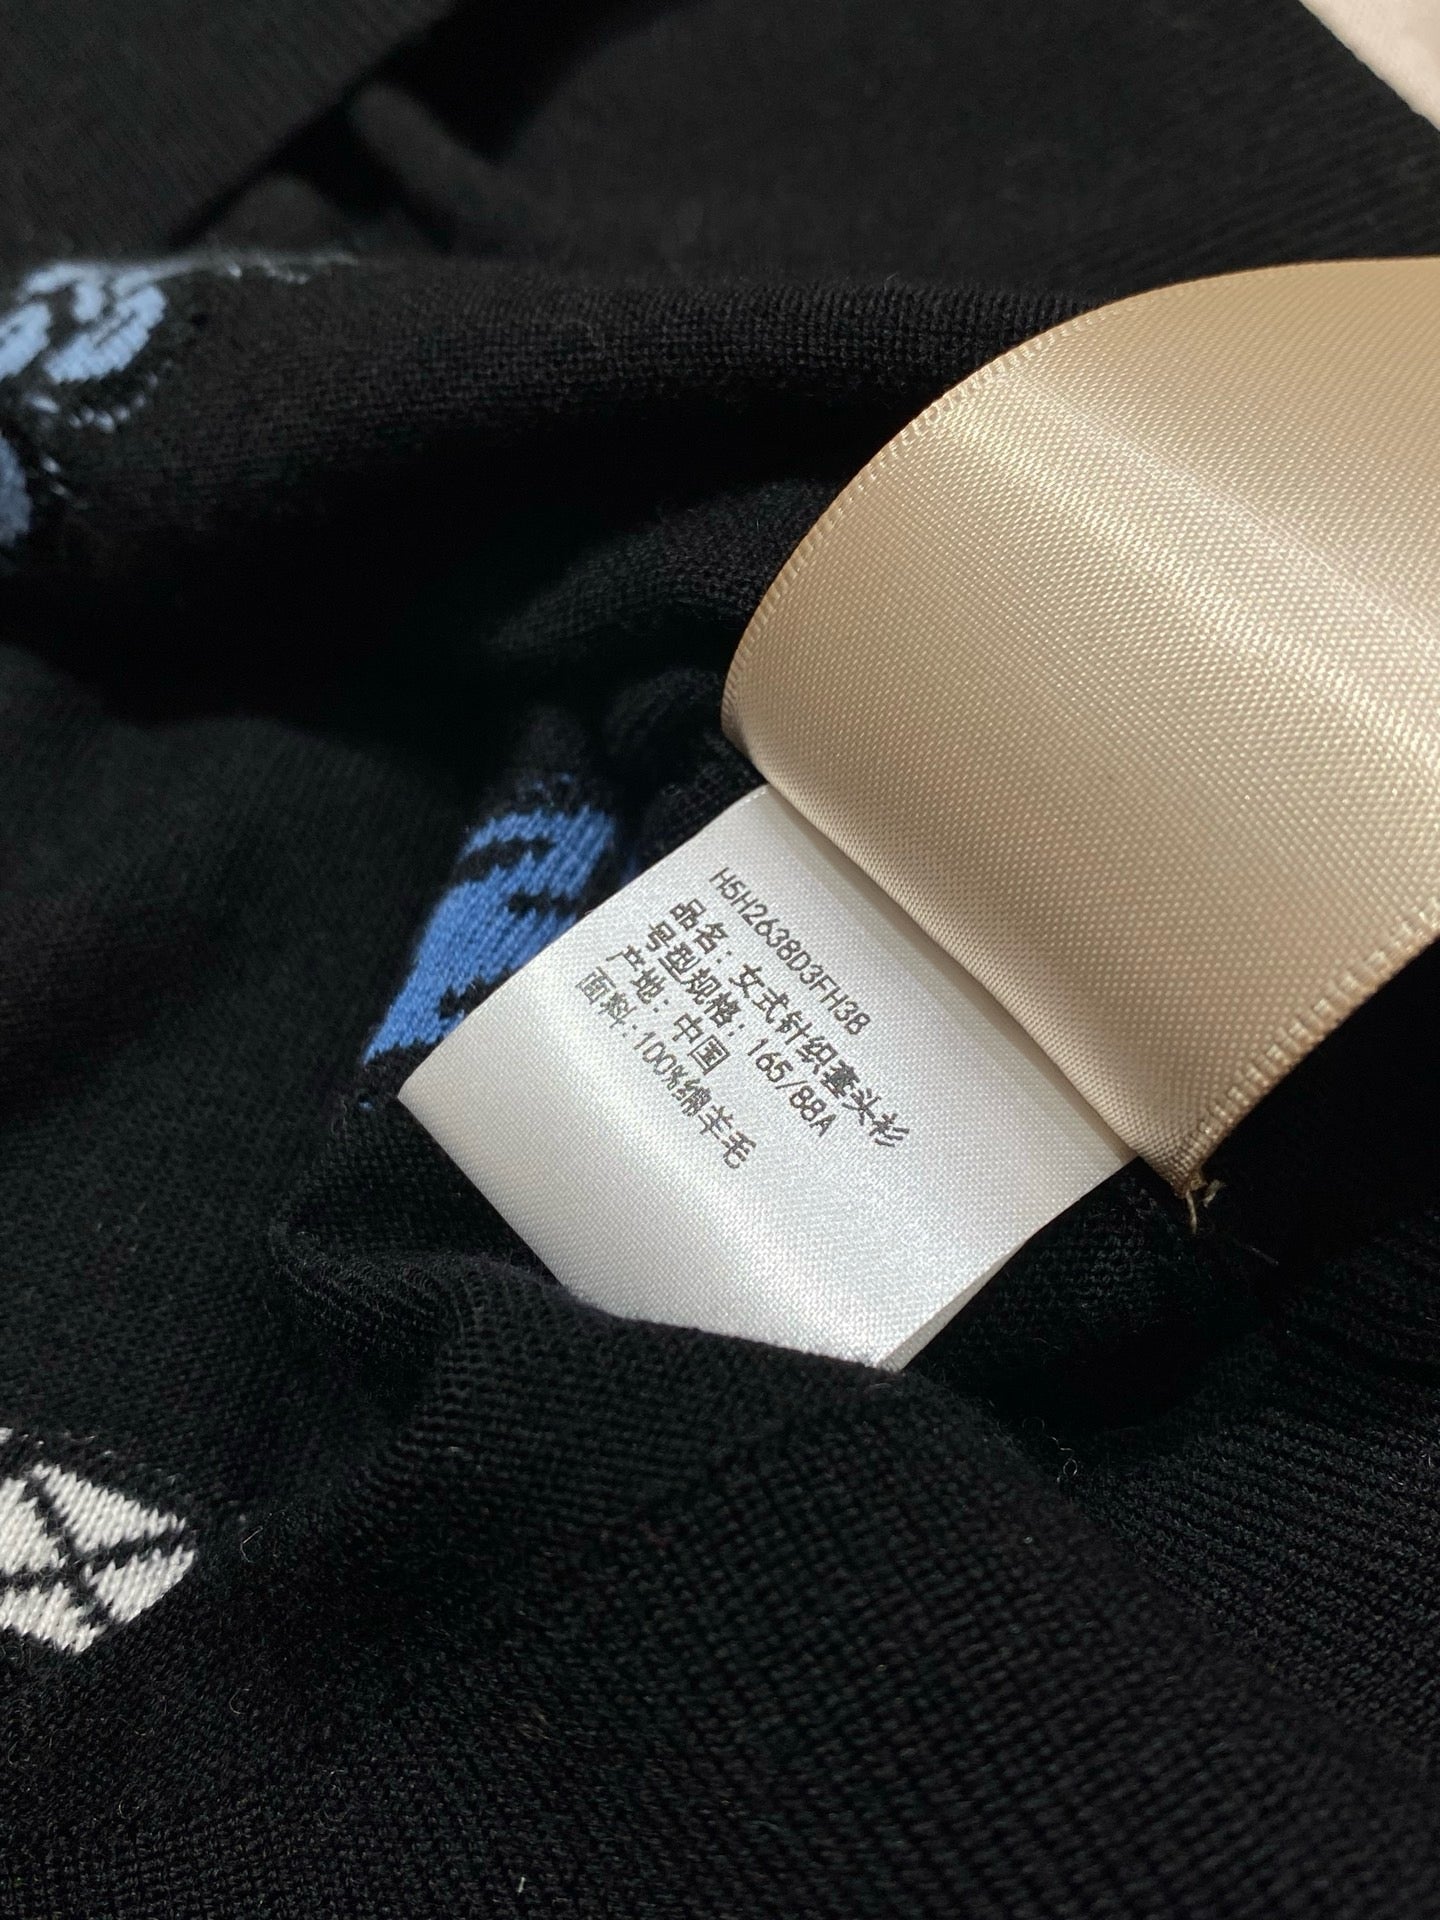 H5H2638D3FH38
品名:女式针织套头衫
号型规格:165/88A
产地:中国
面料:100%绵羊毛